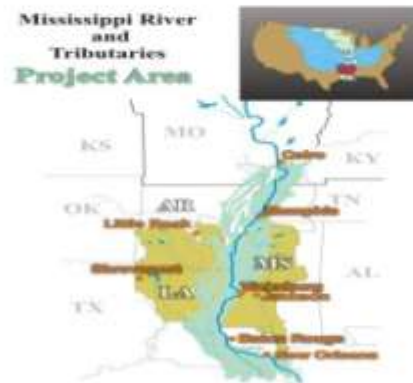 Mississippi River
and
Tributaries
Project Area
MO
KS
Cairo
KY
OK
AR
TN
Memphis
Little Rock
Shreveport
MS
AL
Vicksburg
Jackson
LA
TX
Baton Rouge
New Orleans